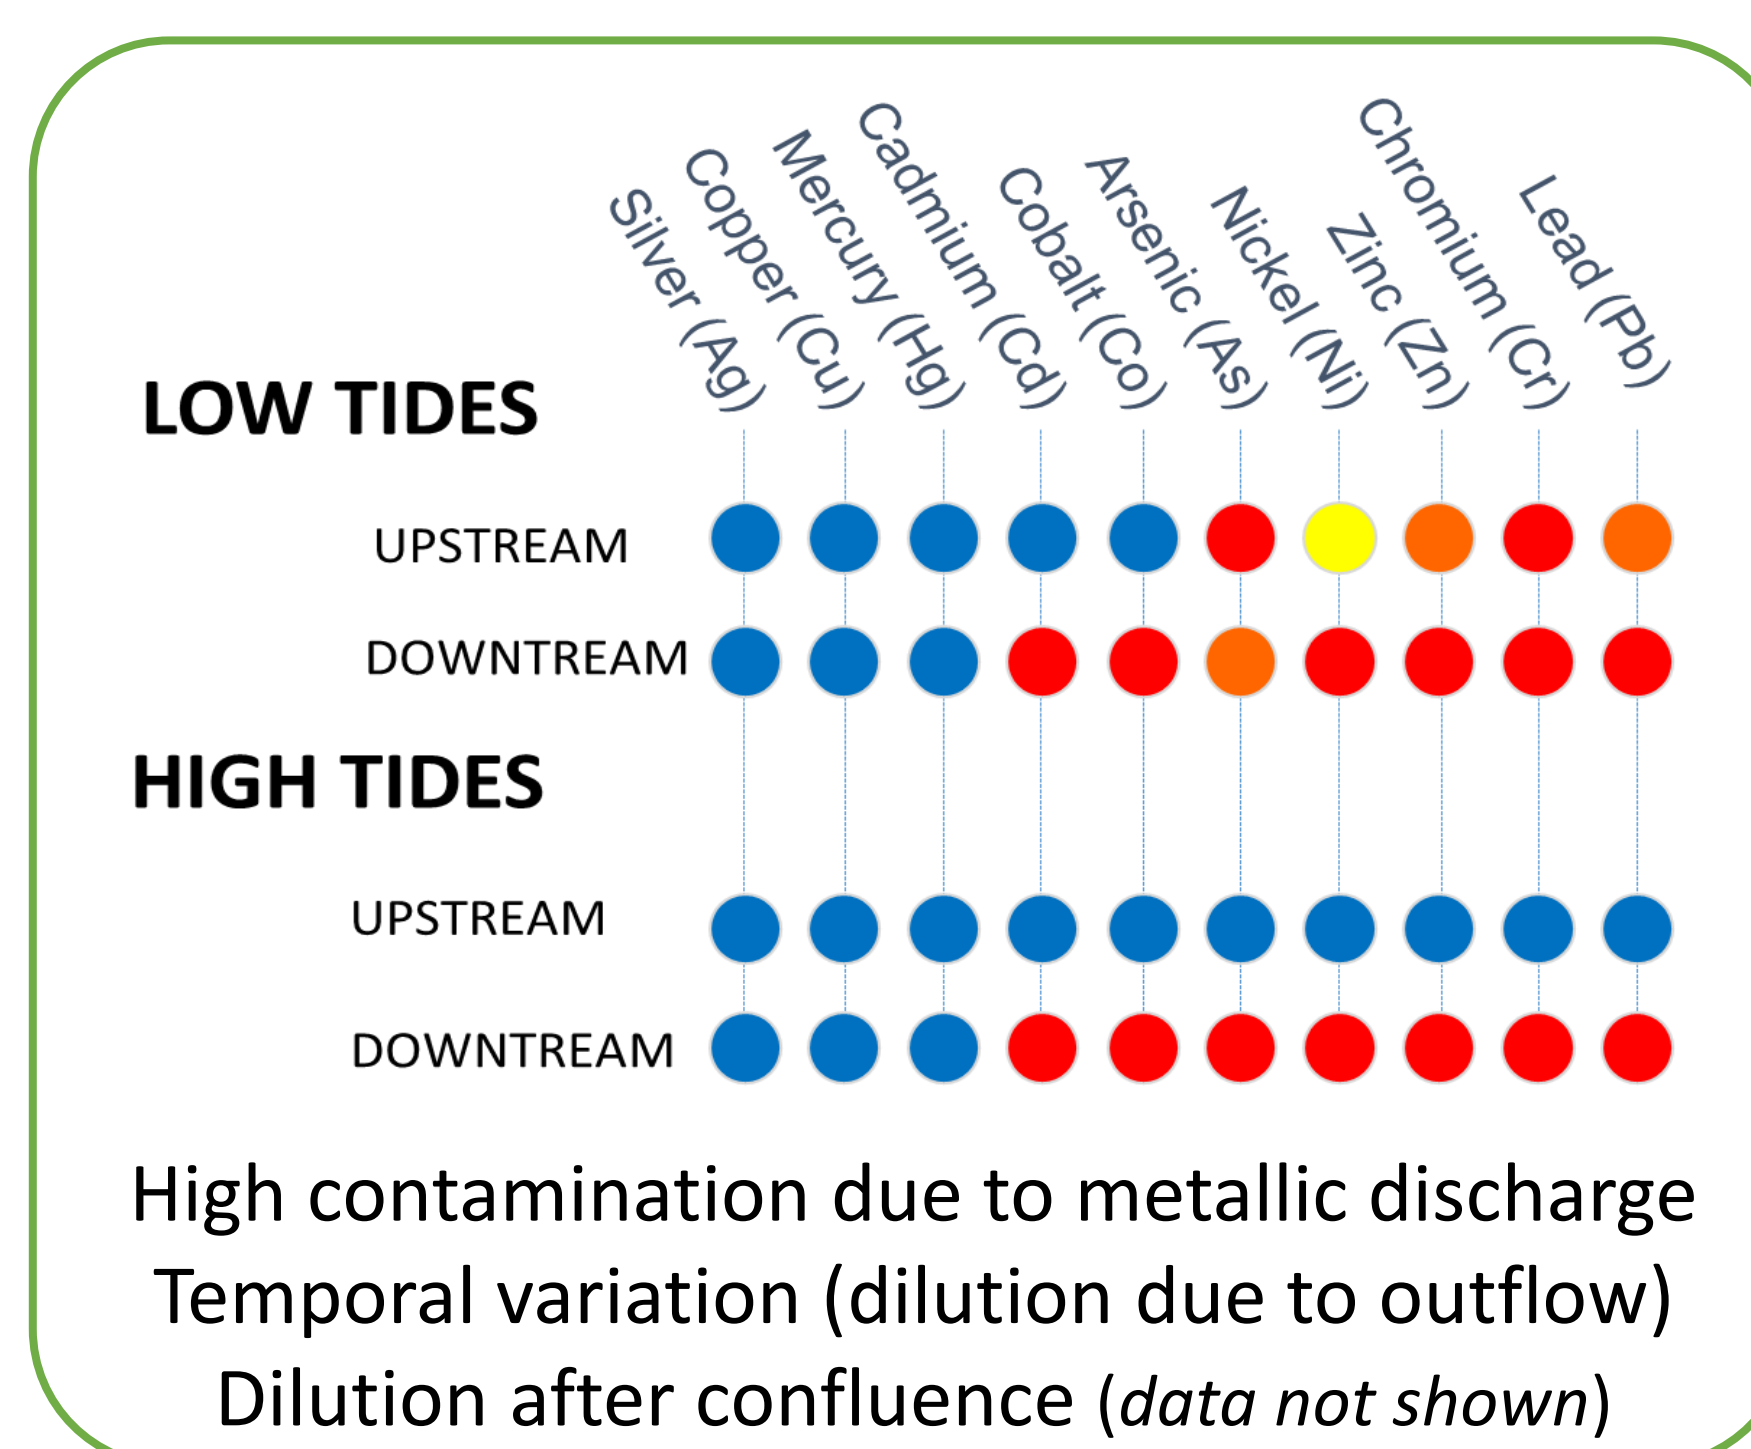 Silver (Ag)
Copper (Cu)
Mercury (Hg)
Cadmium (Cd)
Cobalt (Co)
Arsenic (As)
Nickel (Ni)
Zinc (Zn)
Chromium (Cr)
Lead (Pb)
LOW TIDES
UPSTREAM
DOWNTREAM
HIGH TIDES
UPSTREAM
DOWNTREAM
High contamination due to metallic discharge
Temporal variation (dilution due to outflow)
Dilution after confluence (data not shown)